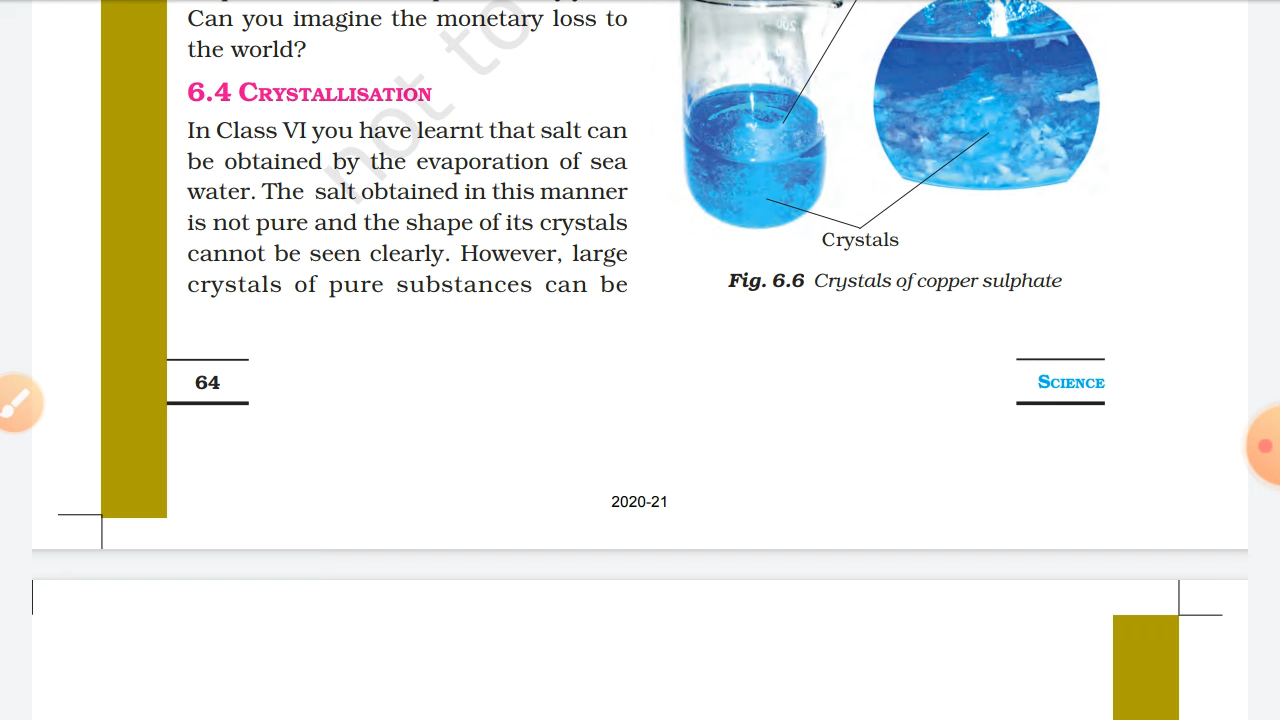 Can you imagine the monetary loss to
the world?
6.4 CRYSTALLISATION
In Class VI you have learnt that salt can
be obtained by the evaporation of sea
water. The salt obtained in this manner
is not pure and the shape of its crystals
cannot be seen clearly. However, large
crystals of pure substances can be
not to
Crystals
Fig. 6.6 Crystals of copper sulphate
64
SCIENCE
2020-21